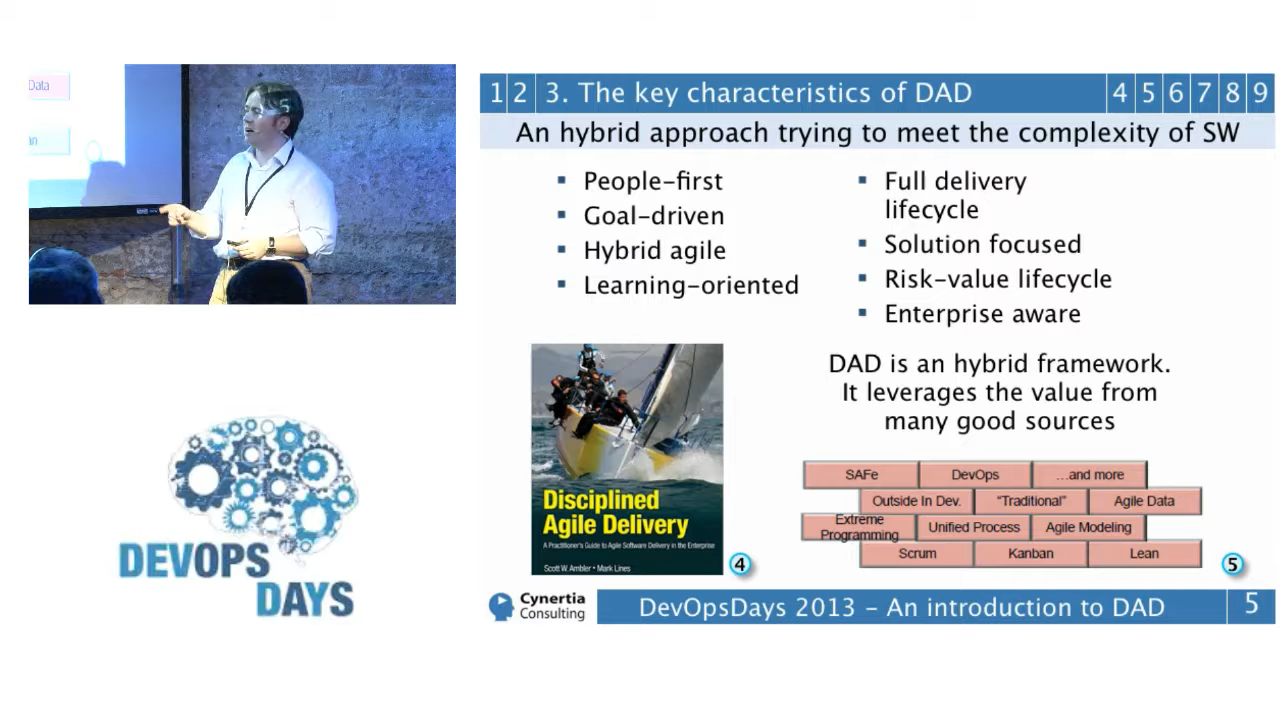 Data
1 2 3. The key characteristics of DAD 4 5 6 7 8 9
An hybrid approach trying to meet the complexity of SW
▪ People-first
▪ Goal-driven
▪ Hybrid agile
▪ Learning-oriented
▪ Full delivery
lifecycle
▪ Solution focused
▪ Risk-value lifecycle
▪ Enterprise aware
Disciplined
Agile Delivery
A Practitioner's Guide to Agile Software Delivery in the Enterprise
Scott W. Ambler • Mark Lines
4
DAD is an hybrid framework.
It leverages the value from
many good sources
SAFe DevOps ...and more
Outside In Dev. "Traditional" Agile Data
Extreme
Programming Unified Process Agile Modeling
Scrum Kanban Lean
5
DEVOPS
DAYS
Cynertia
Consulting
DevOpsDays 2013 - An introduction to DAD 5